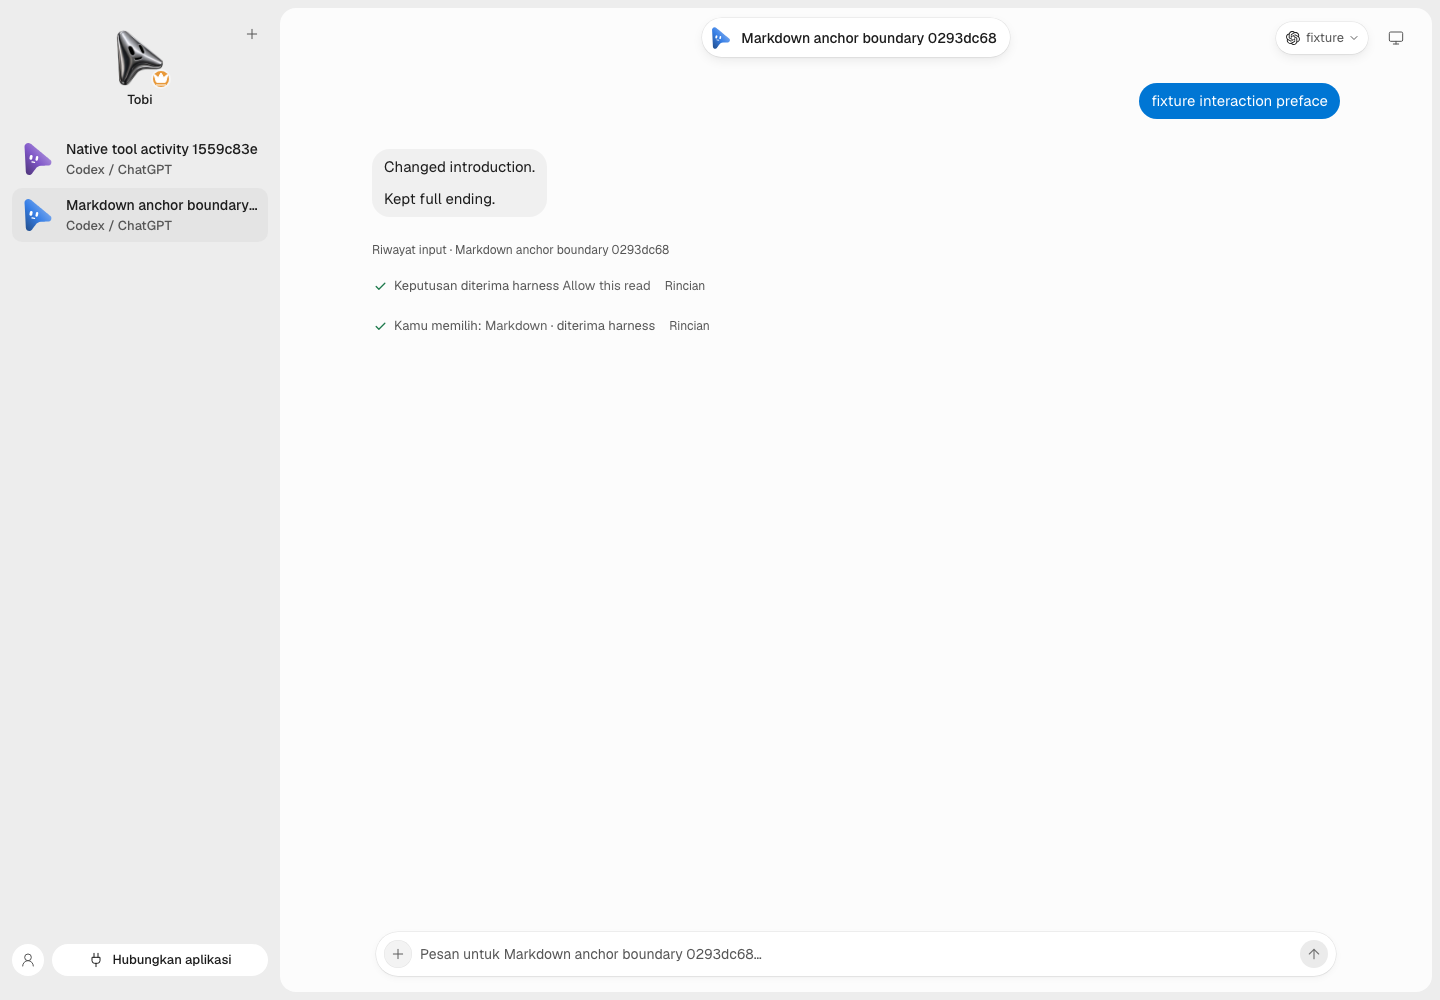 Tobi
Native tool activity 1559c83e
Codex / ChatGPT
Markdown anchor boundary...
Codex / ChatGPT
Hubungkan aplikasi
Markdown anchor boundary 0293dc68
fixture
fixture interaction preface
Changed introduction.
Kept full ending.
Riwayat input · Markdown anchor boundary 0293dc68
Keputusan diterima harness Allow this read Rincian
Kamu memilih: Markdown · diterima harness Rincian
Pesan untuk Markdown anchor boundary 0293dc68...